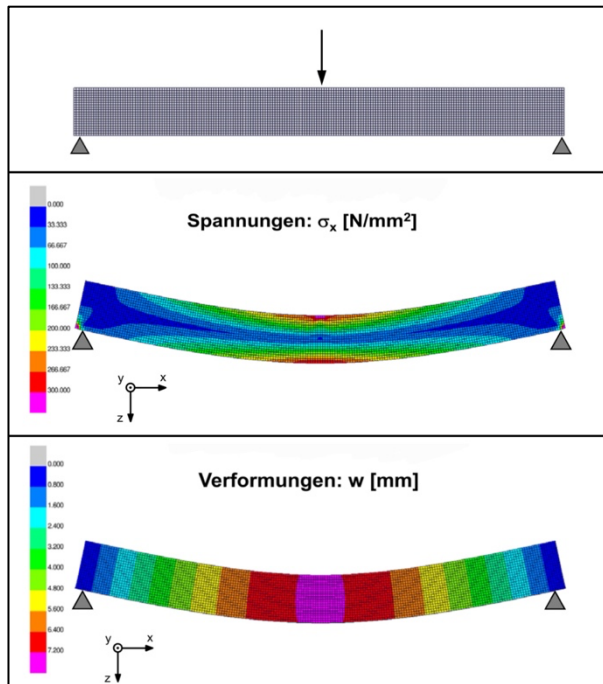 Spannungen: σx [N/mm²]
0.000
33.333
66.667
100.000
133.333
166.667
200.000
233.333
266.667
300.000
y
x
z
Verformungen: w [mm]
0.000
0.800
1.600
2.400
3.200
4.000
4.800
5.600
6.400
7.200
y
x
z